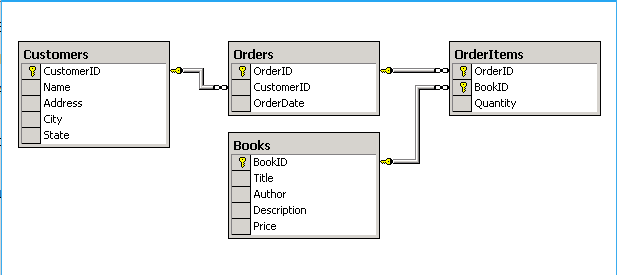 Customers
CustomerID
Name
Address
City
State
Orders
OrderID
CustomerID
OrderDate
OrderItems
OrderID
BookID
Quantity
Books
BookID
Title
Author
Description
Price